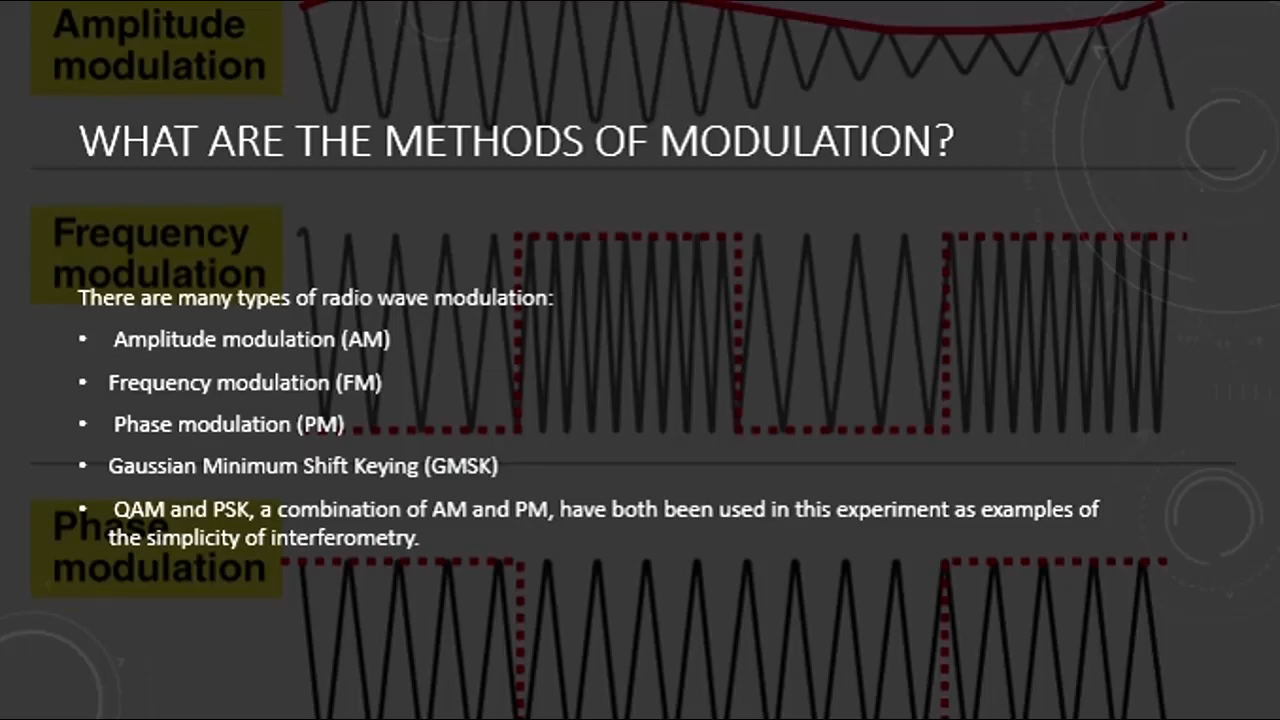 Amplitude
modulation
WHAT ARE THE METHODS OF MODULATION?
Frequency
modulation
There are many types of radio wave modulation:
• Amplitude modulation (AM)
• Frequency modulation (FM)
• Phase modulation (PM)
• Gaussian Minimum Shift Keying (GMSK)
• QAM and PSK, a combination of AM and PM, have both been used in this experiment as examples of
the simplicity of interferometry.
Phase
modulation